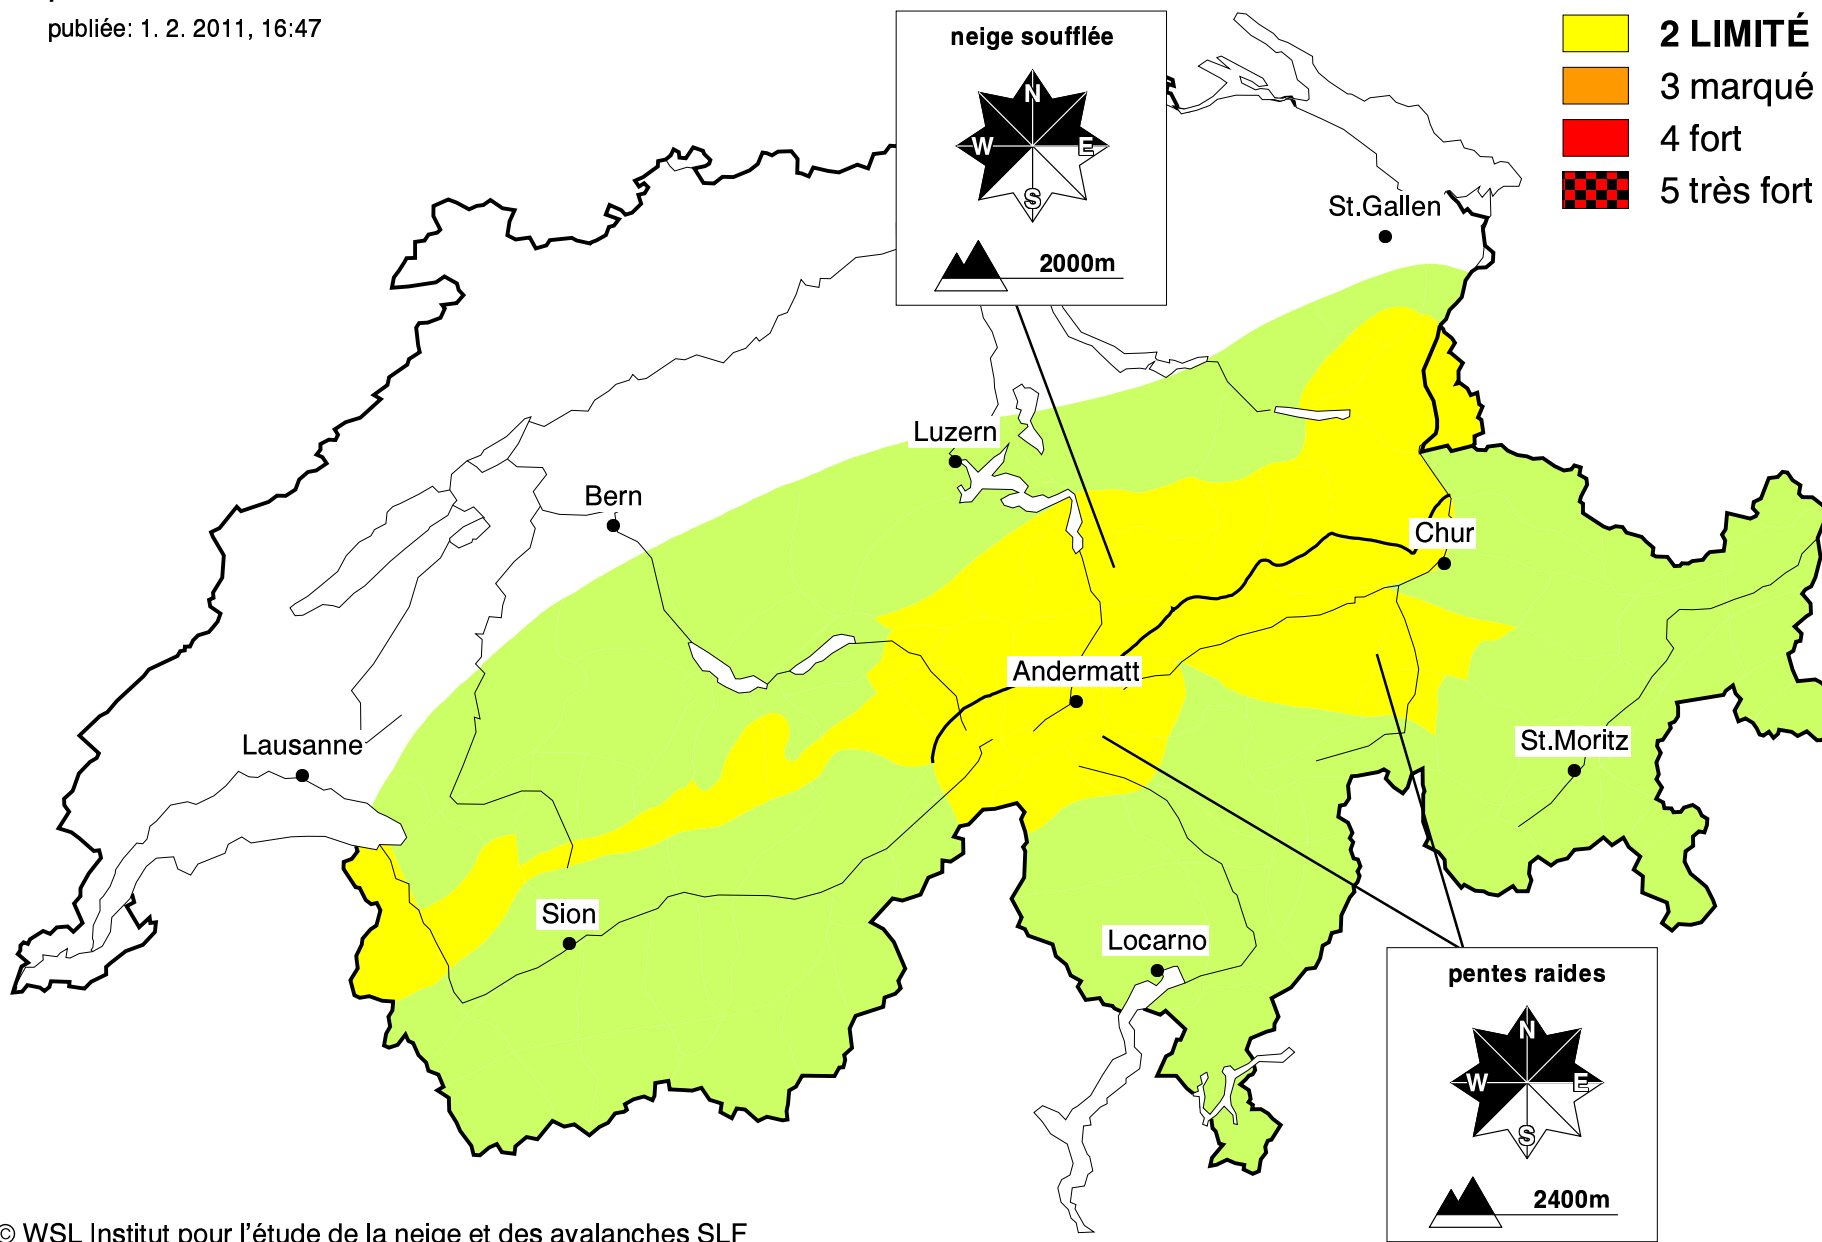 publiée: 1. 2. 2011, 16:47
2 LIMITÉ
3 marqué
4 fort
5 très fort
neige soufflée
N
W E
S
2000m
St.Gallen
Luzern
Bern
Chur
Andermatt
Lausanne
St.Moritz
Sion
Locarno
pentes raides
N
W E
S
2400m
© WSL Institut pour l'étude de la neige et des avalanches SLF